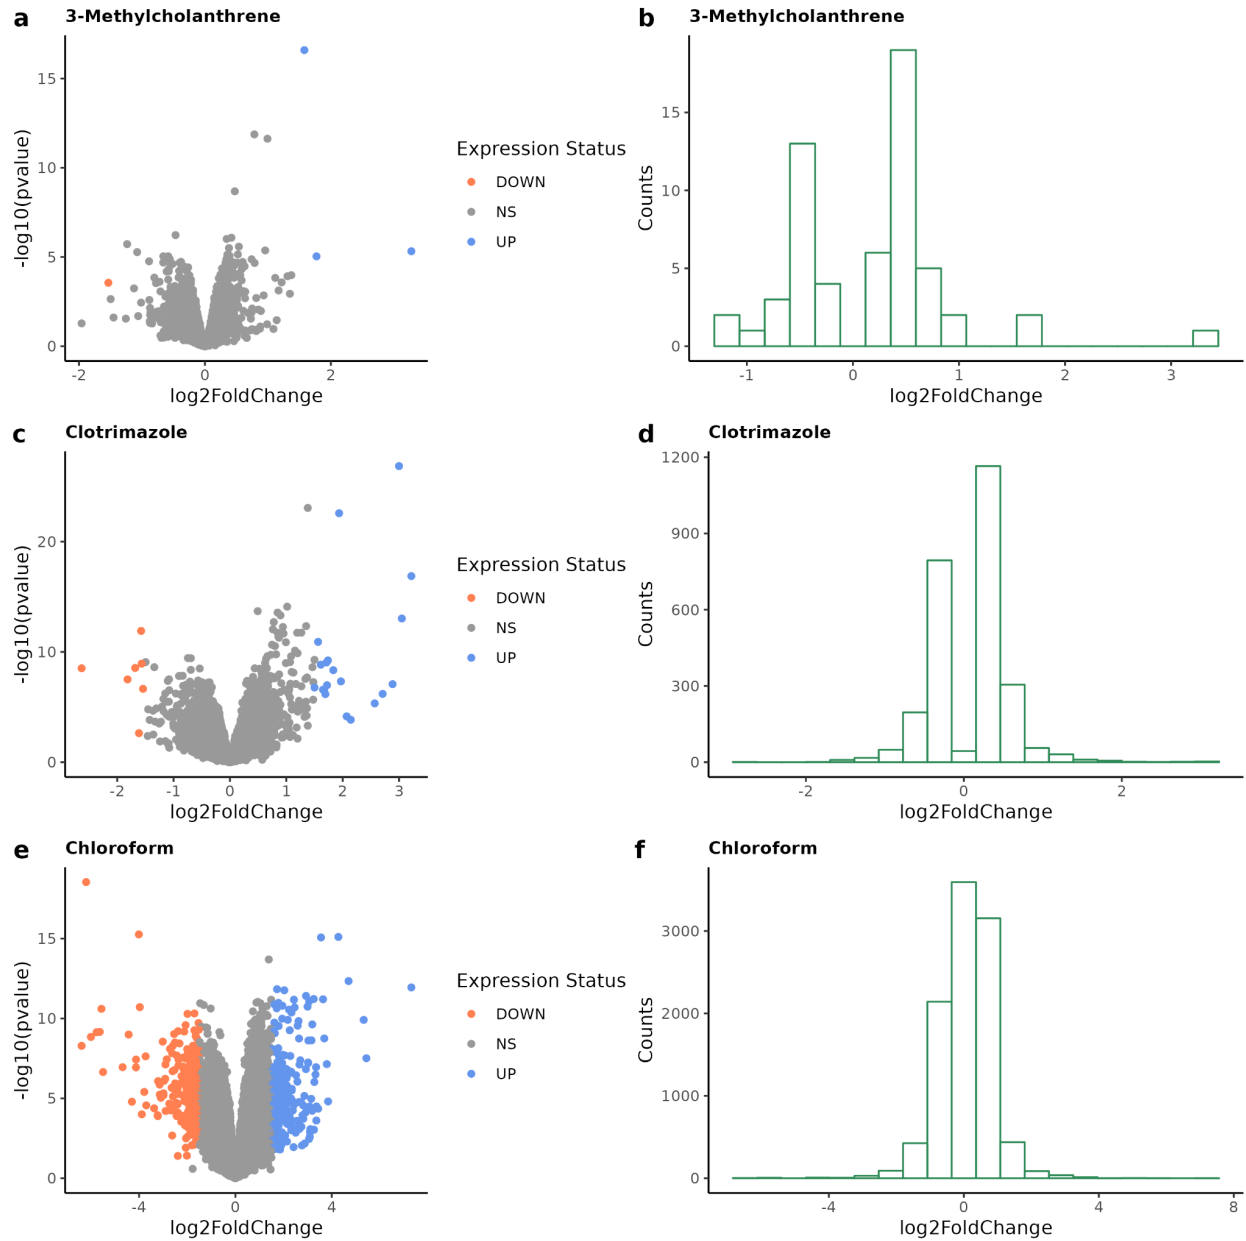 a 3-Methylcholanthrene
15
10
5
0
-2 0 2
-log10(pvalue)
log2FoldChange
Expression Status
DOWN
NS
UP
b 3-Methylcholanthrene
15
10
5
0
-1 0 1 2 3
Counts
log2FoldChange
c Clotrimazole
20
10
0
-2 -1 0 1 2 3
-log10(pvalue)
log2FoldChange
Expression Status
DOWN
NS
UP
d Clotrimazole
1200
900
600
300
0
-2 0 2
Counts
log2FoldChange
e Chloroform
15
10
5
0
-4 0 4
-log10(pvalue)
log2FoldChange
Expression Status
DOWN
NS
UP
f Chloroform
3000
2000
1000
0
-4 0 4 8
Counts
log2FoldChange